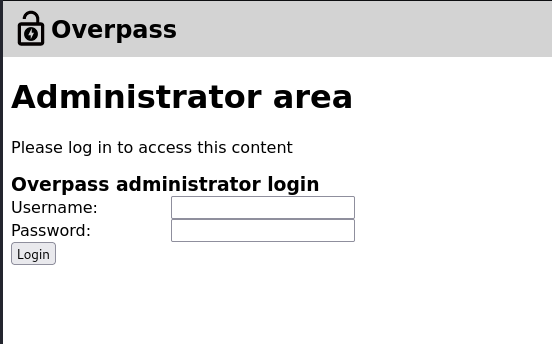 Overpass
Administrator area
Please log in to access this content
Overpass administrator login
Username:
Password:
Login